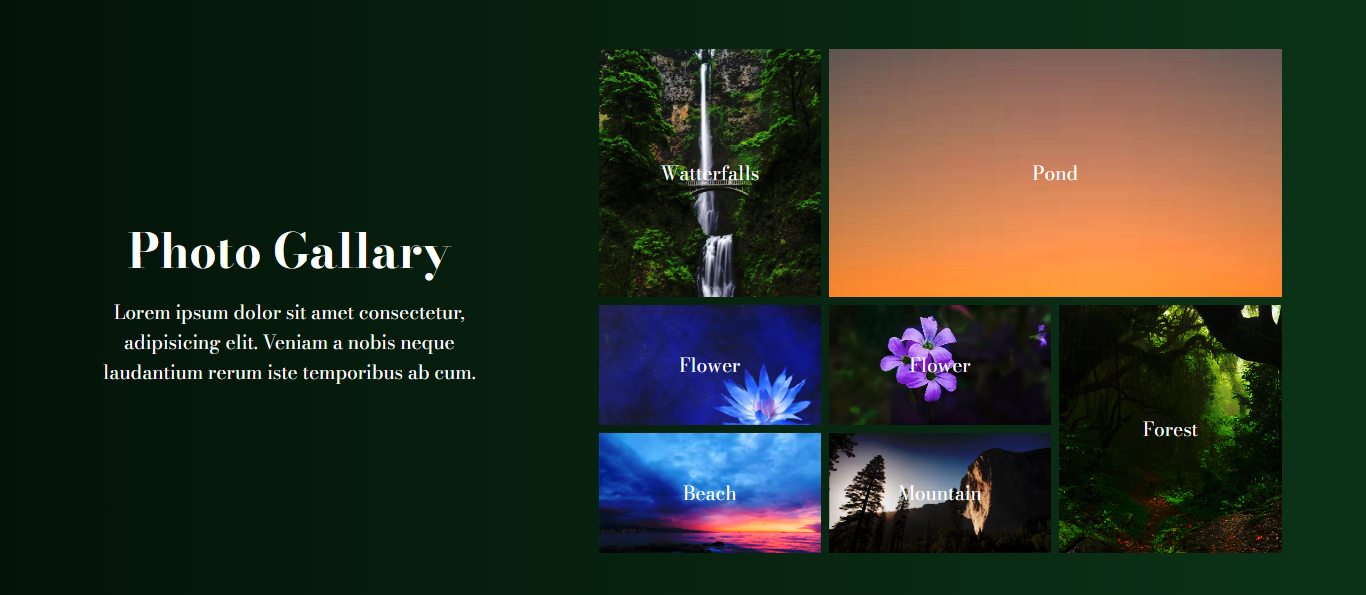 Photo Gallary
Lorem ipsum dolor sit amet consectetur,
adipisicing elit. Veniam a nobis neque
laudantium rerum iste temporibus ab cum.
Watterfalls
Pond
Flower
Flower
Forest
Beach
Mountain